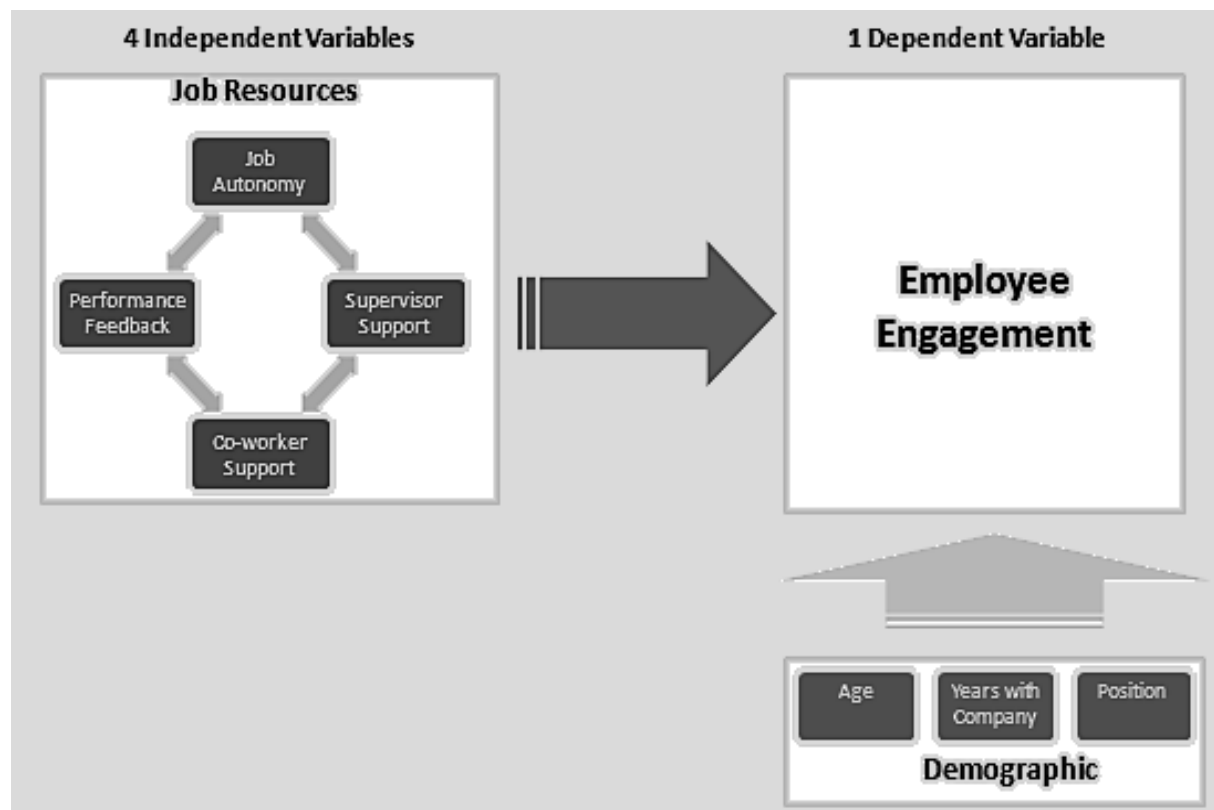 4 Independent Variables
1 Dependent Variable
Job Resources
Job
Autonomy
Performance
Feedback
Supervisor
Support
Co-worker
Support
Employee
Engagement
Age
Years with
Company
Position
Demographic